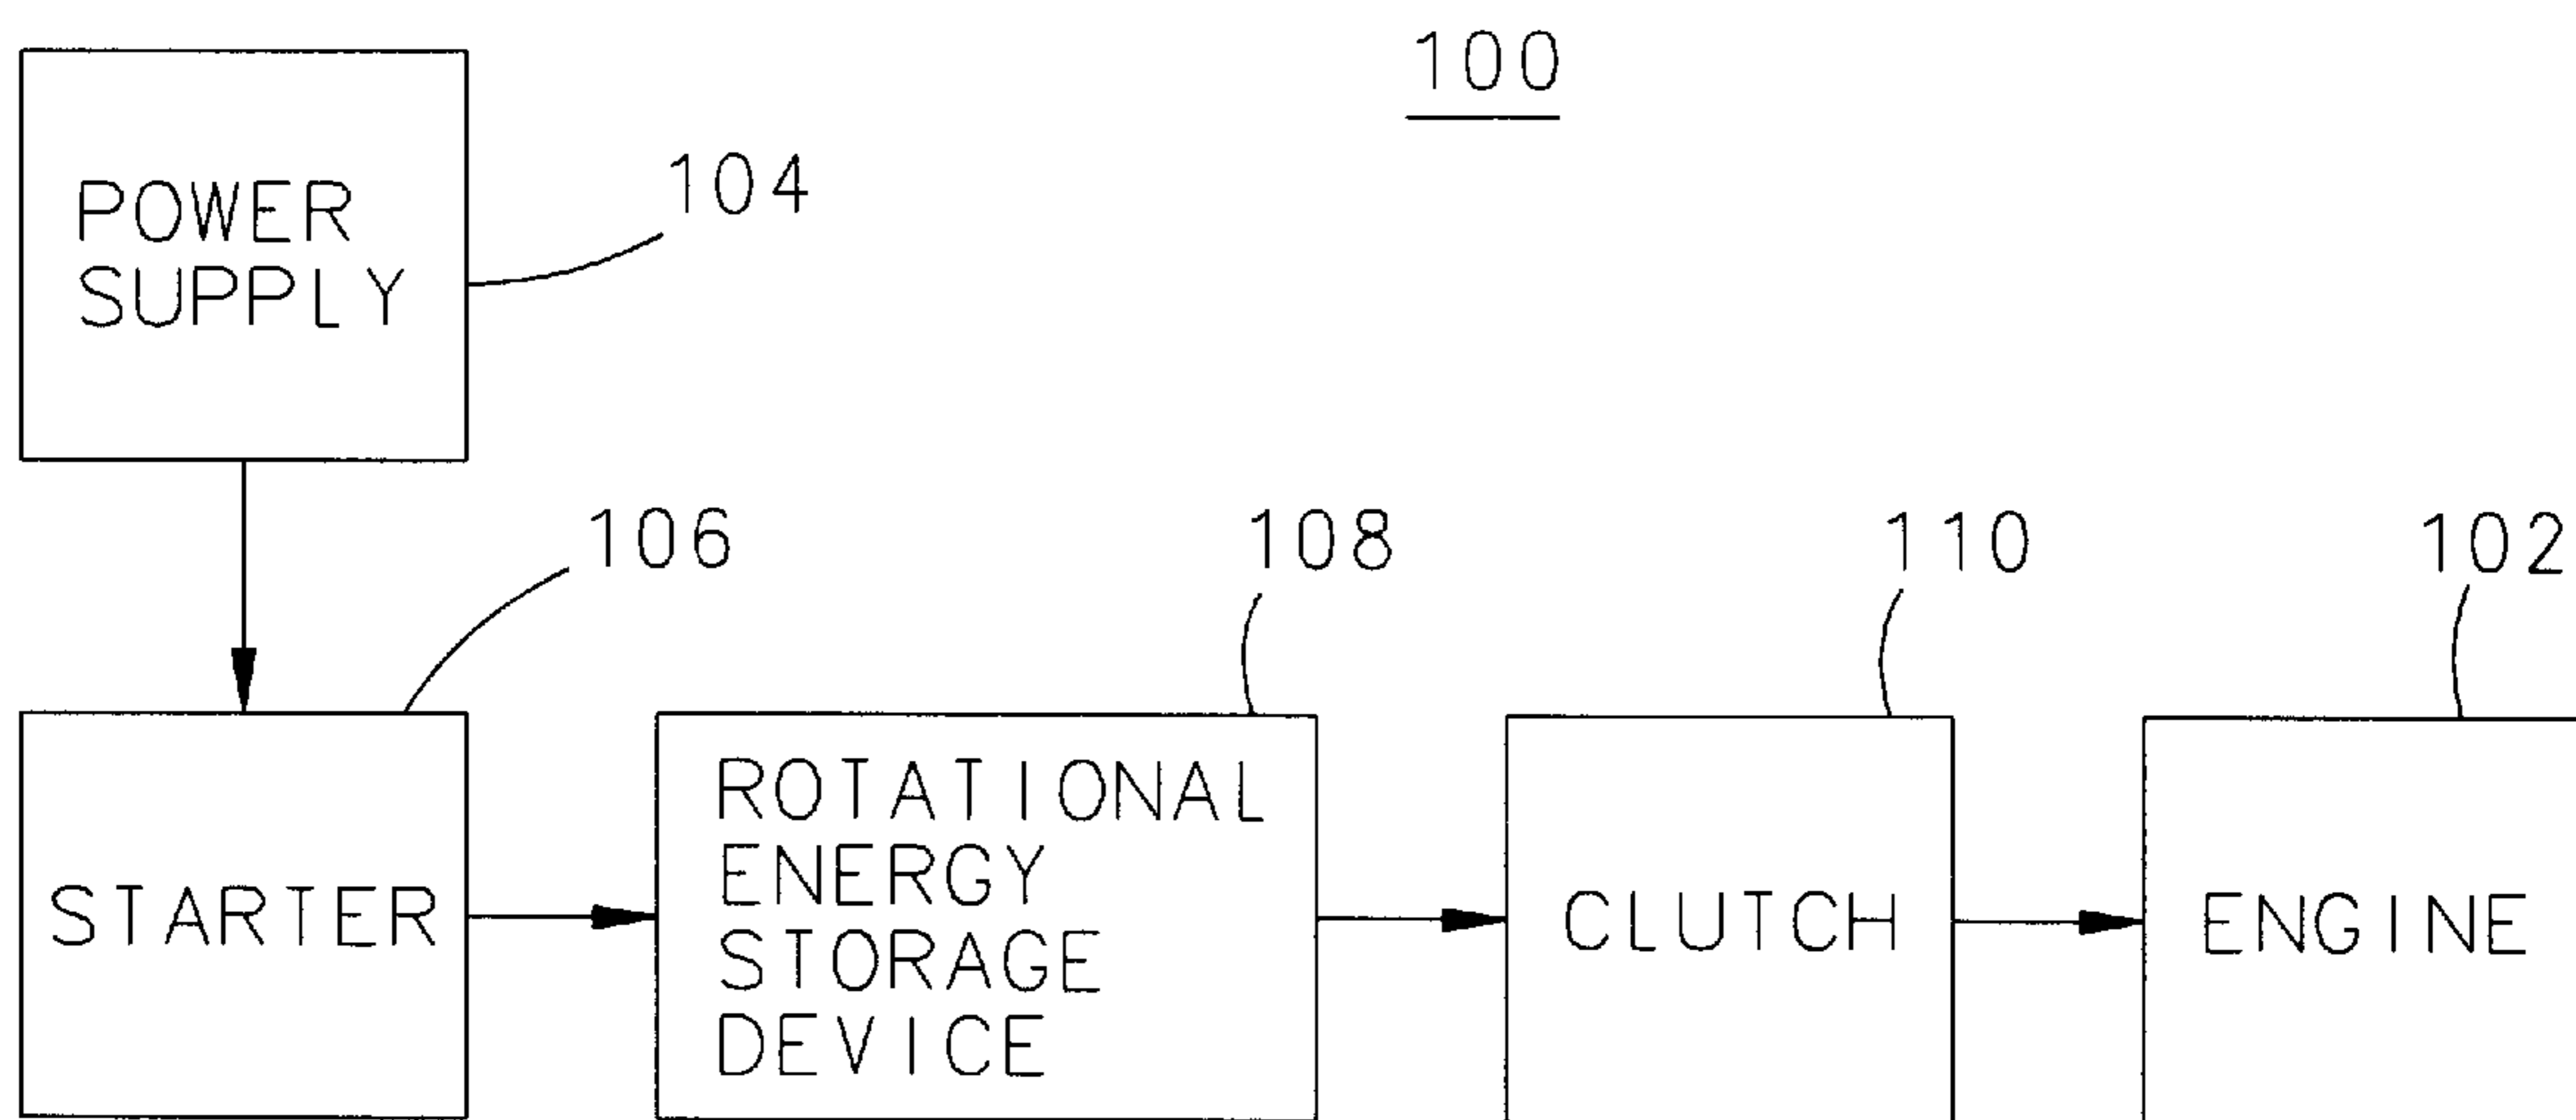 100
POWER
SUPPLY
104
106
108
110
102
STARTER
ROTATIONAL
ENERGY
STORAGE
DEVICE
CLUTCH
ENGINE